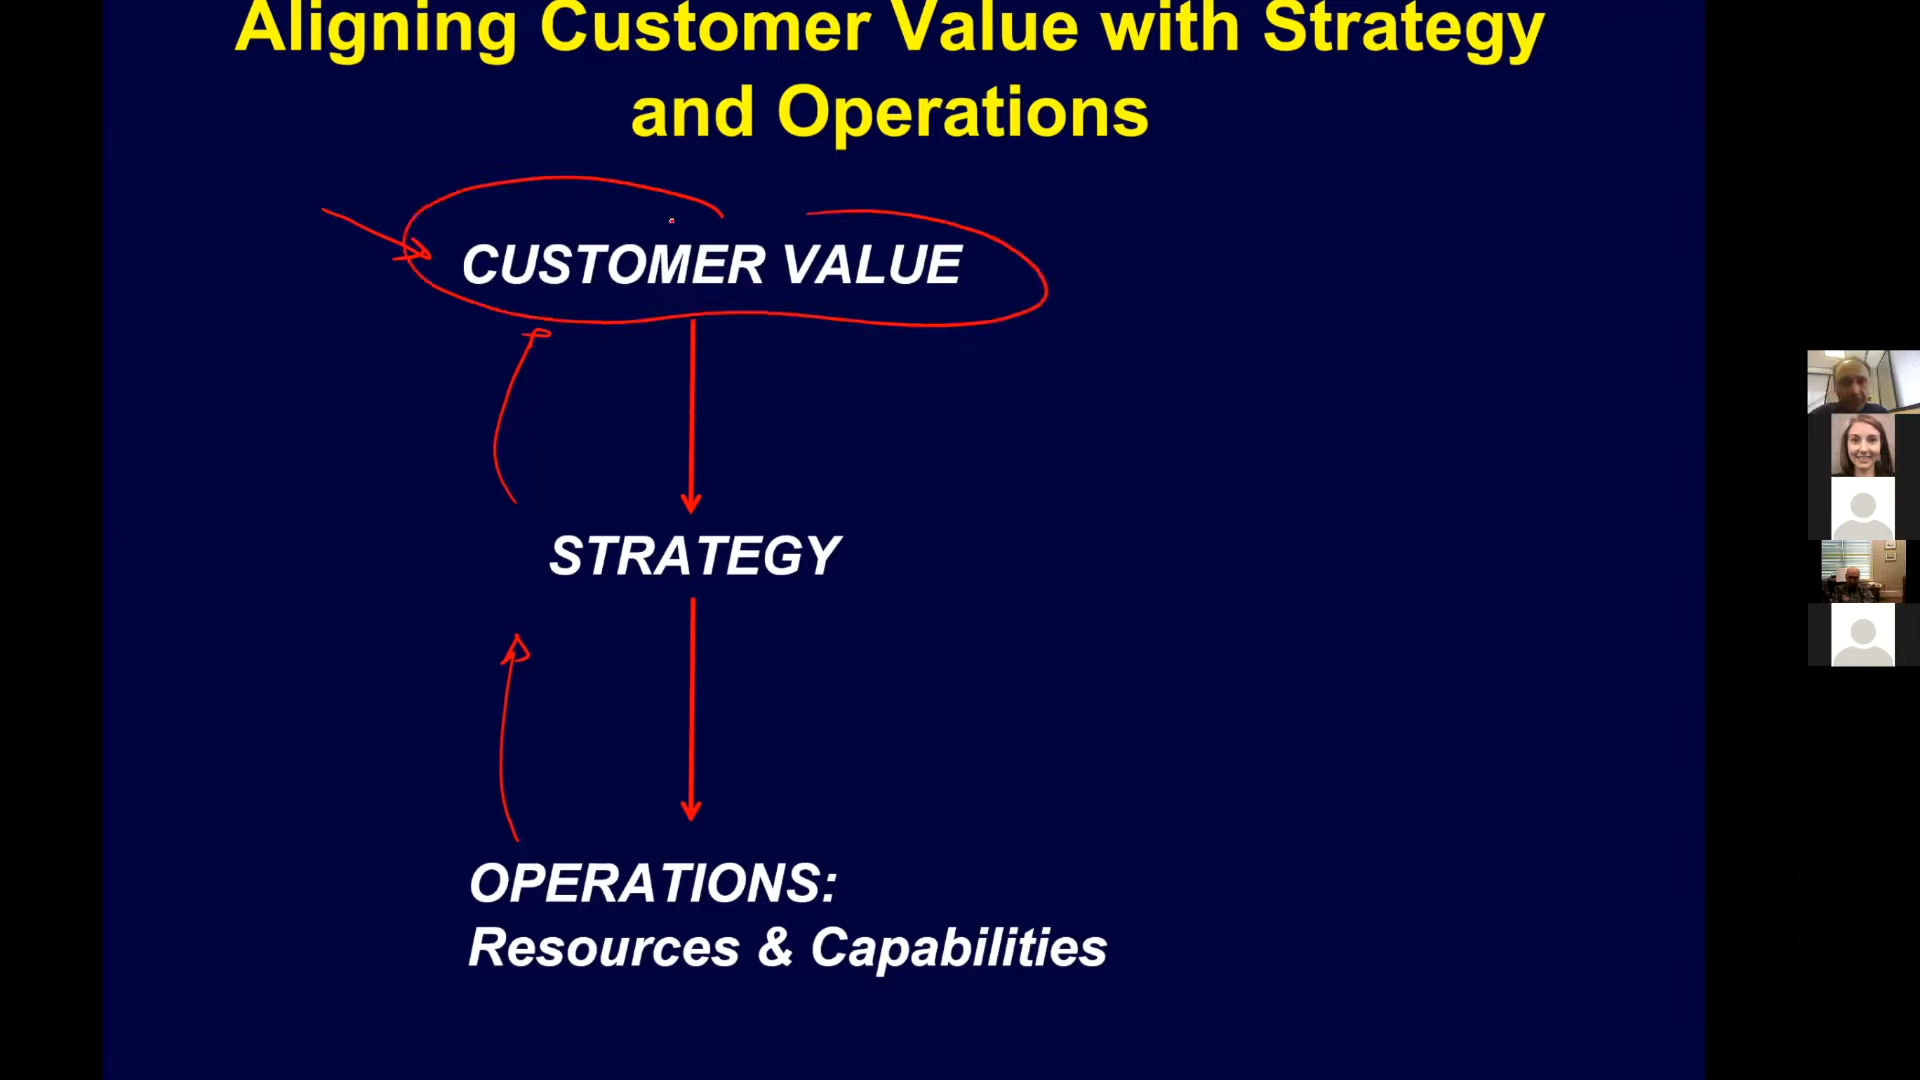 Aligning Customer Value with Strategy
and Operations
CUSTOMER VALUE
STRATEGY
OPERATIONS:
Resources & Capabilities